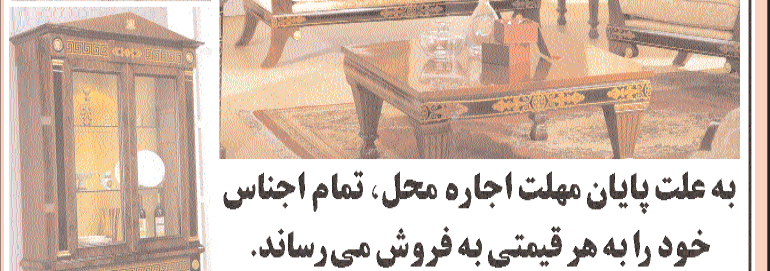 به علت پایان مهلت اجاره محل، تمام اجناس
خود را به هر قیمتی به فروش می‌رساند.